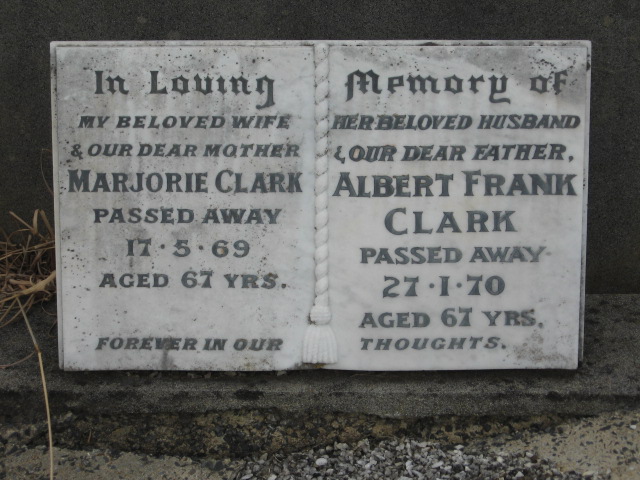 In Loving
MY BELOVED WIFE
& OUR DEAR MOTHER
MARJORIE CLARK
PASSED AWAY
17·5·69
AGED 67 YRS.
FOREVER IN OUR
Memory of
HER BELOVED HUSBAND
& OUR DEAR FATHER,
ALBERT FRANK
CLARK
PASSED AWAY
27·1·70
AGED 67 YRS.
THOUGHTS.